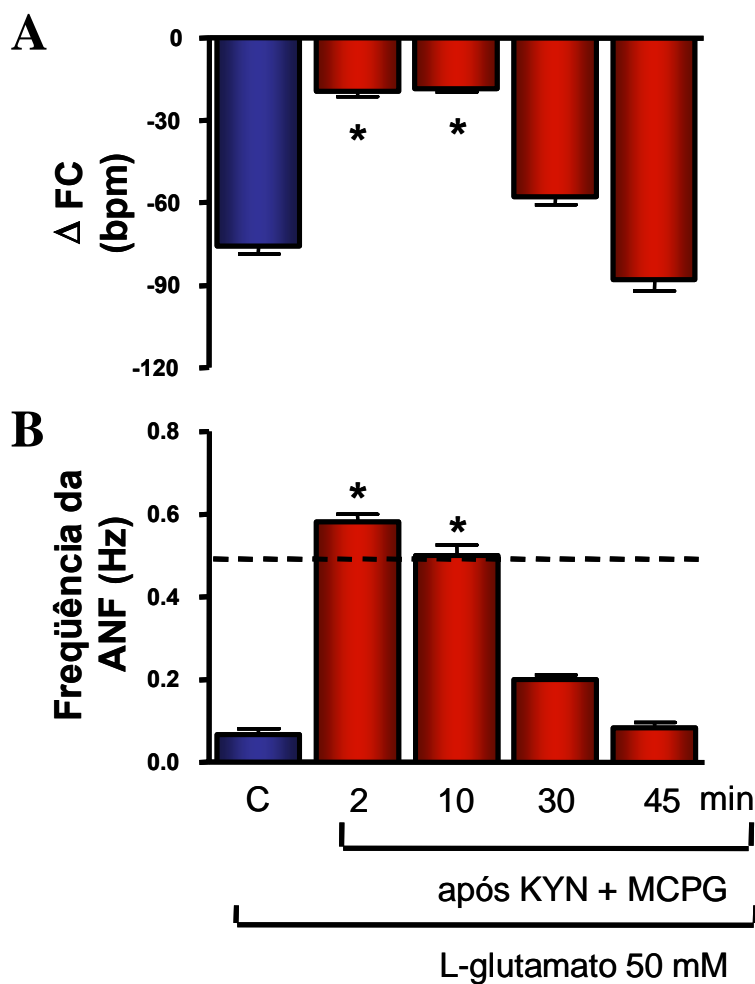 A
0
-30
-60
-90
-120
Δ FC
(bpm)
*
*
B
0.8
0.6
0.4
0.2
0.0
Freqüência da
ANF (Hz)
*
*
C 2 10 30 45 min
após KYN + MCPG
L-glutamato 50 mM